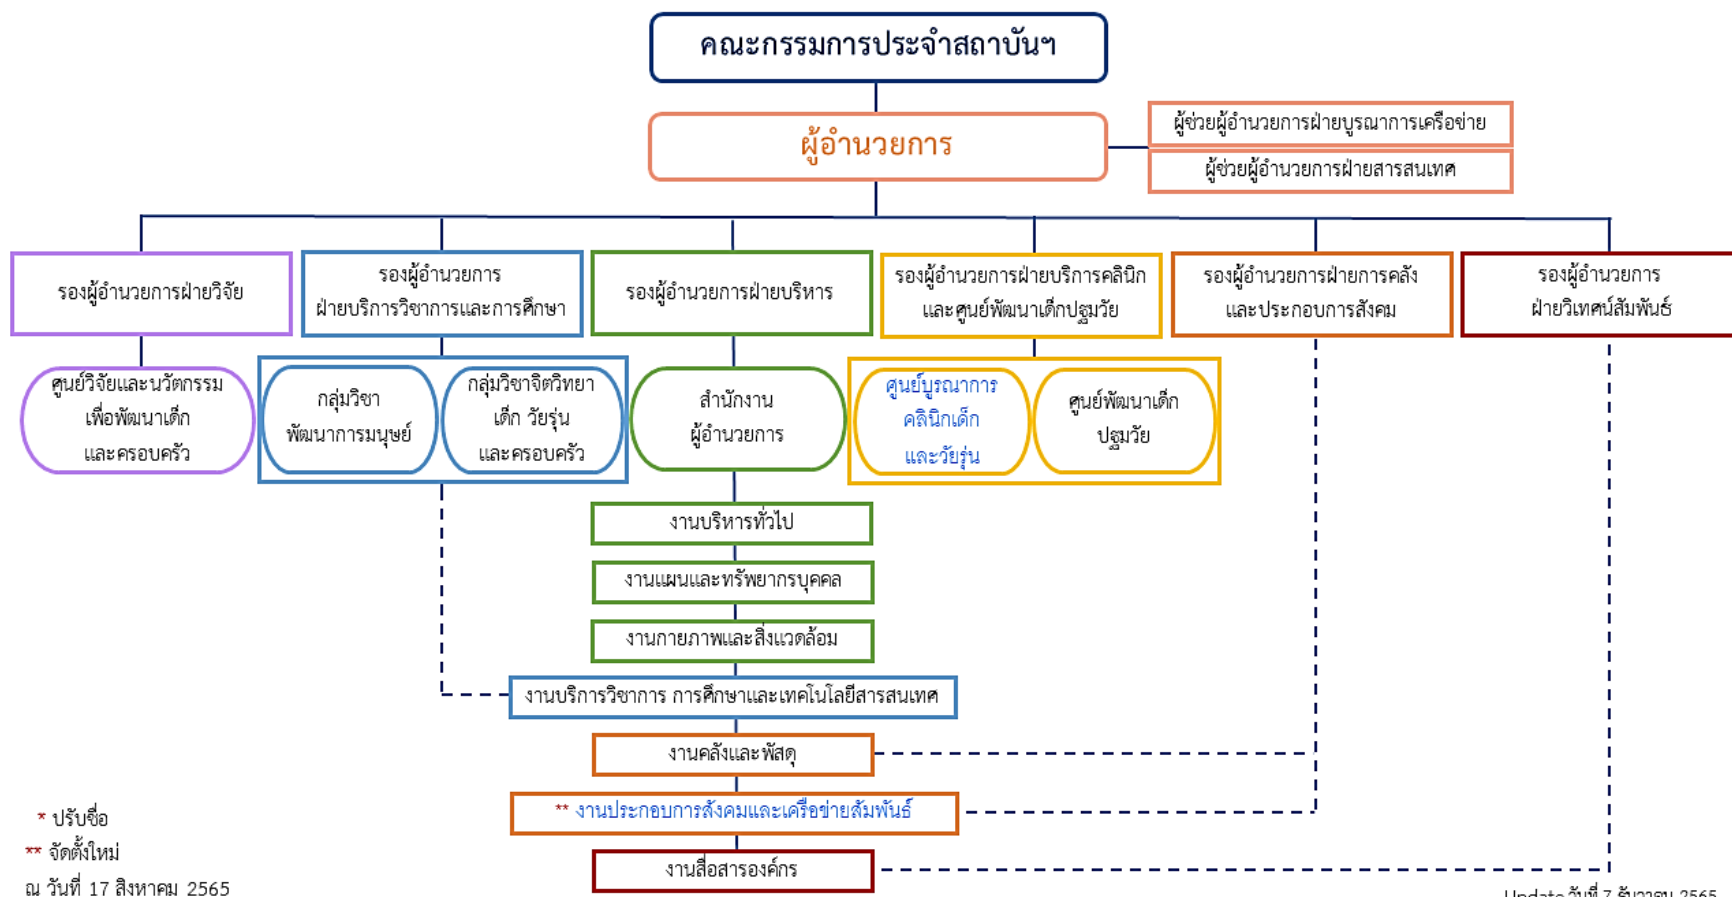 คณะกรรมการประจำสถาบันฯ
ผู้อำนวยการ
ผู้ช่วยผู้อำนวยการฝ่ายบูรณาการเครือข่าย
ผู้ช่วยผู้อำนวยการฝ่ายสารสนเทศ
รองผู้อำนวยการฝ่ายวิจัย
รองผู้อำนวยการ
ฝ่ายบริการวิชาการและการศึกษา
รองผู้อำนวยการฝ่ายบริหาร
รองผู้อำนวยการฝ่ายบริการคลินิก
และศูนย์พัฒนาเด็กปฐมวัย
รองผู้อำนวยการฝ่ายการคลัง
และประกอบการสังคม
รองผู้อำนวยการ
ฝ่ายวิเทศน์สัมพันธ์
ศูนย์วิจัยและนวัตกรรม
เพื่อพัฒนาเด็ก
และครอบครัว
กลุ่มวิชา
พัฒนาการมนุษย์
กลุ่มวิชาจิตวิทยา
เด็ก วัยรุ่น
และครอบครัว
สำนักงาน
ผู้อำนวยการ
ศูนย์บูรณาการ
คลินิกเด็ก
และวัยรุ่น
ศูนย์พัฒนาเด็ก
ปฐมวัย
งานบริหารทั่วไป
งานแผนและทรัพยากรบุคคล
งานกายภาพและสิ่งแวดล้อม
งานบริการวิชาการ การศึกษาและเทคโนโลยีสารสนเทศ
งานคลังและพัสดุ
** งานประกอบการสังคมและเครือข่ายสัมพันธ์
งานสื่อสารองค์กร
* ปรับชื่อ
** จัดตั้งใหม่
ณ วันที่ 17 สิงหาคม 2565
Update วันที่ 7 ธันวาคม 2565